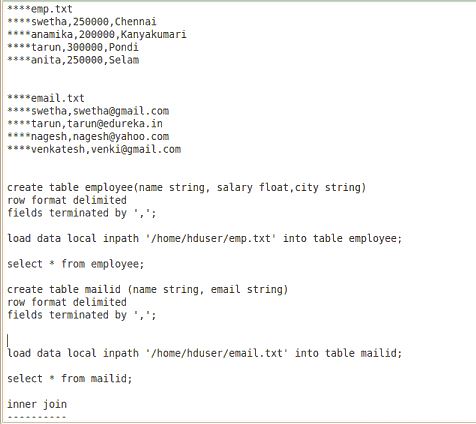 ****emp.txt
****swetha,250000,Chennai
****anamika,200000,Kanyakumari
****tarun,300000,Pondi
****anita,250000,Selam
****email.txt
****swetha,swetha@gmail.com
****tarun,tarun@edureka.in
****nagesh,nagesh@yahoo.com
****venkatesh,venki@gmail.com
create table employee(name string, salary float,city string)
row format delimited
fields terminated by ',';
load data local inpath '/home/hduser/emp.txt' into table employee;
select * from employee;
create table mailid (name string, email string)
row format delimited
fields terminated by ',';
load data local inpath '/home/hduser/email.txt' into table mailid;
select * from mailid;
inner join
----------